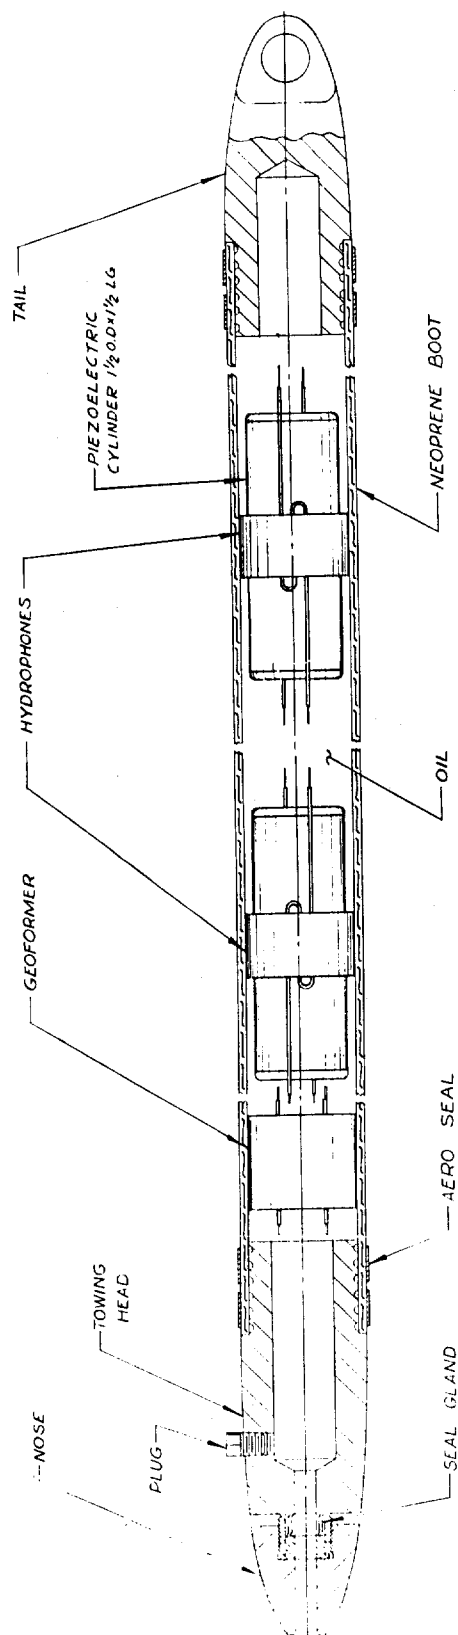 TAIL
PIEZOELECTRIC
CYLINDER 1½ O.D x 1½ LG
HYDROPHONES
GEOFORMER
TOWING
HEAD
PLUG
NOSE
NEOPRENE BOOT
OIL
AERO SEAL
SEAL GLAND